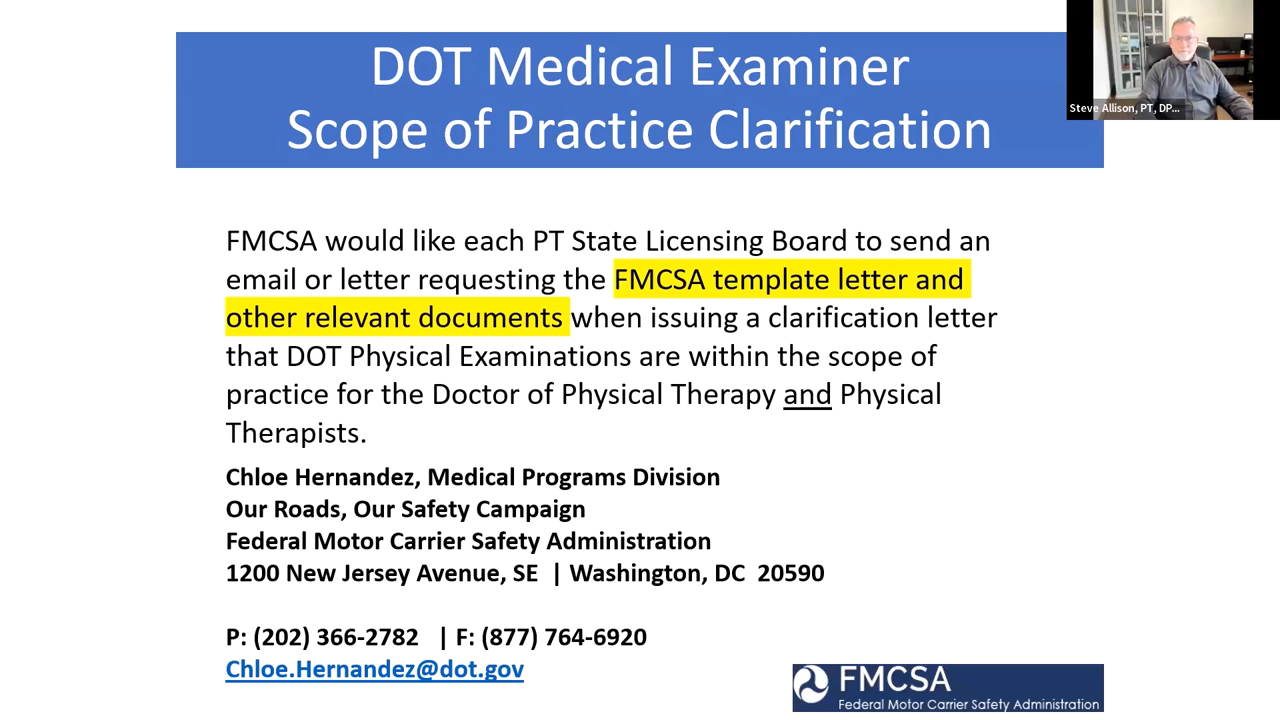 DOT Medical Examiner
Scope of Practice Clarification
Steve Allison, PT, DP...
FMCSA would like each PT State Licensing Board to send an
email or letter requesting the FMCSA template letter and
other relevant documents when issuing a clarification letter
that DOT Physical Examinations are within the scope of
practice for the Doctor of Physical Therapy and Physical
Therapists.
Chloe Hernandez, Medical Programs Division
Our Roads, Our Safety Campaign
Federal Motor Carrier Safety Administration
1200 New Jersey Avenue, SE | Washington, DC 20590
P: (202) 366-2782 | F: (877) 764-6920
Chloe.Hernandez@dot.gov
FMCSA
Federal Motor Carrier Safety Administration